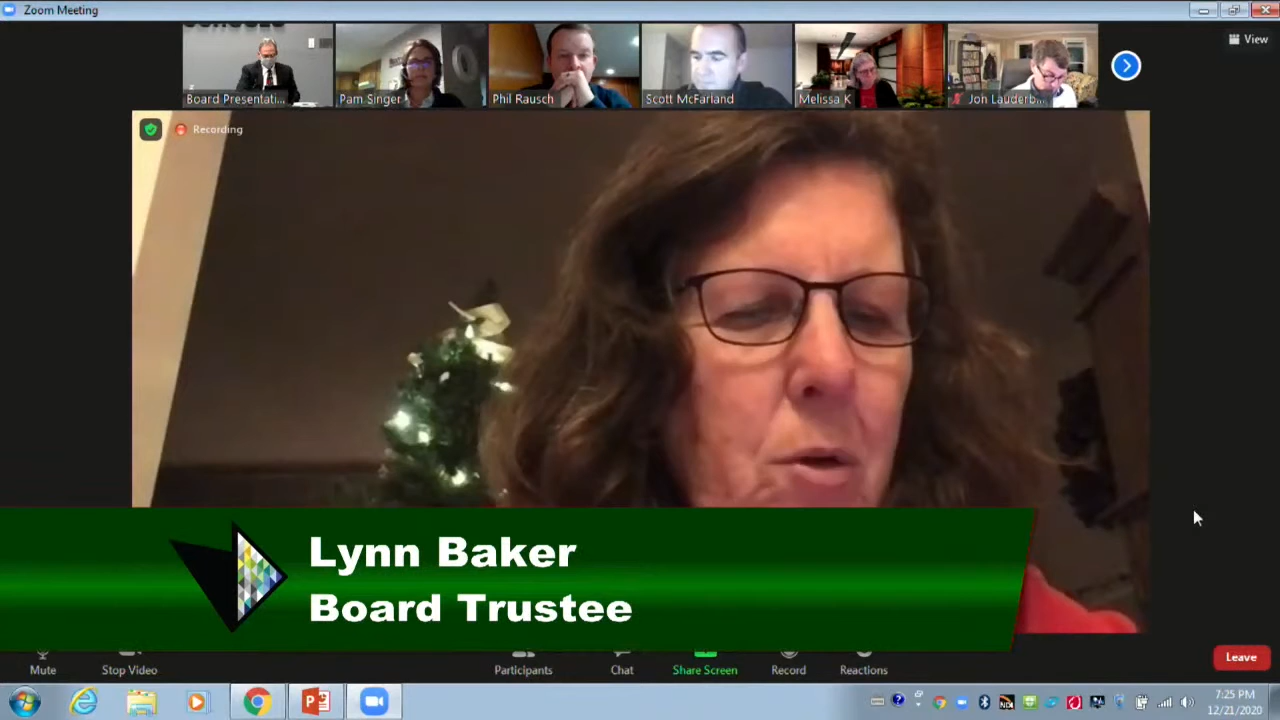 Zoom Meeting
View
Board Presentati...
Pam Singer
Phil Rausch
Scott McFarland
Melissa K
Jon Lauderb...
Recording
Lynn Baker
Board Trustee
Mute
Stop Video
Participants
Chat
Share Screen
Record
Reactions
Leave
7:25 PM
12/21/2020